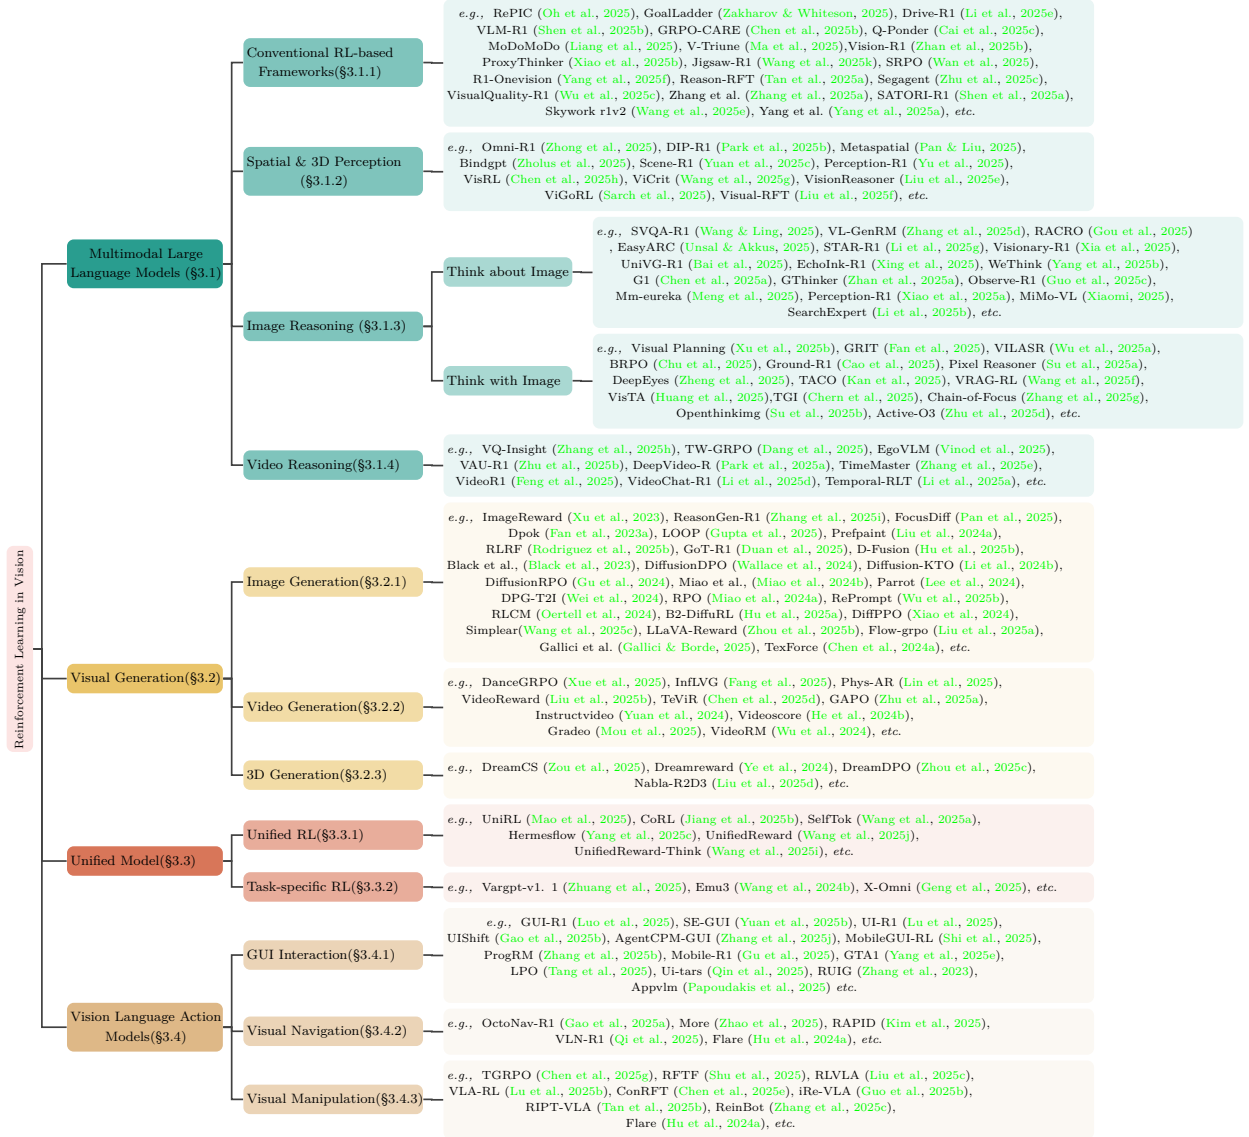 Reinforcement Learning in Vision
Multimodal Large
Language Models (§3.1)
Conventional RL-based
Frameworks(§3.1.1)
e.g., RePIC (Oh et al., 2025), GoalLadder (Zakharov & Whiteson, 2025), Drive-R1 (Li et al., 2025e),
VLM-R1 (Shen et al., 2025b), GRPO-CARE (Chen et al., 2025b), Q-Ponder (Cai et al., 2025c),
MoDoMoDo (Liang et al., 2025), V-Triune (Ma et al., 2025),Vision-R1 (Zhan et al., 2025b),
ProxyThinker (Xiao et al., 2025b), Jigsaw-R1 (Wang et al., 2025k), SRPO (Wan et al., 2025),
R1-Onevision (Yang et al., 2025f), Reason-RFT (Tan et al., 2025a), Segagent (Zhu et al., 2025c),
VisualQuality-R1 (Wu et al., 2025c), Zhang et al. (Zhang et al., 2025a), SATORI-R1 (Shen et al., 2025a),
Skywork r1v2 (Wang et al., 2025e), Yang et al. (Yang et al., 2025a), etc.
Spatial & 3D Perception
(§3.1.2)
e.g., Omni-R1 (Zhong et al., 2025), DIP-R1 (Park et al., 2025b), Metaspatial (Pan & Liu, 2025),
Bindgpt (Zholus et al., 2025), Scene-R1 (Yuan et al., 2025c), Perception-R1 (Yu et al., 2025),
VisRL (Chen et al., 2025h), ViCrit (Wang et al., 2025g), VisionReasoner (Liu et al., 2025e),
ViGoRL (Sarch et al., 2025), Visual-RFT (Liu et al., 2025f), etc.
Image Reasoning (§3.1.3)
Think about Image
e.g., SVQA-R1 (Wang & Ling, 2025), VL-GenRM (Zhang et al., 2025d), RACRO (Gou et al., 2025)
, EasyARC (Unsal & Akkus, 2025), STAR-R1 (Li et al., 2025g), Visionary-R1 (Xia et al., 2025),
UniVG-R1 (Bai et al., 2025), EchoInk-R1 (Xing et al., 2025), WeThink (Yang et al., 2025b),
G1 (Chen et al., 2025a), GThinker (Zhan et al., 2025a), Observe-R1 (Guo et al., 2025c),
Mm-eureka (Meng et al., 2025), Perception-R1 (Xiao et al., 2025a), MiMo-VL (Xiaomi, 2025),
SearchExpert (Li et al., 2025b), etc.
Think with Image
e.g., Visual Planning (Xu et al., 2025b), GRIT (Fan et al., 2025), VILASR (Wu et al., 2025a),
BRPO (Chu et al., 2025), Ground-R1 (Cao et al., 2025), Pixel Reasoner (Su et al., 2025a),
DeepEyes (Zheng et al., 2025), TACO (Kan et al., 2025), VRAG-RL (Wang et al., 2025f),
VisTA (Huang et al., 2025),TGI (Chern et al., 2025), Chain-of-Focus (Zhang et al., 2025g),
Openthinkimg (Su et al., 2025b), Active-O3 (Zhu et al., 2025d), etc.
Video Reasoning(§3.1.4)
e.g., VQ-Insight (Zhang et al., 2025h), TW-GRPO (Dang et al., 2025), EgoVLM (Vinod et al., 2025),
VAU-R1 (Zhu et al., 2025b), DeepVideo-R (Park et al., 2025a), TimeMaster (Zhang et al., 2025e),
VideoR1 (Feng et al., 2025), VideoChat-R1 (Li et al., 2025d), Temporal-RLT (Li et al., 2025a), etc.
Visual Generation(§3.2)
Image Generation(§3.2.1)
e.g., ImageReward (Xu et al., 2023), ReasonGen-R1 (Zhang et al., 2025i), FocusDiff (Pan et al., 2025),
Dpok (Fan et al., 2023a), LOOP (Gupta et al., 2025), Prefpaint (Liu et al., 2024a),
RLRF (Rodriguez et al., 2025b), GoT-R1 (Duan et al., 2025), D-Fusion (Hu et al., 2025b),
Black et al., (Black et al., 2023), DiffusionDPO (Wallace et al., 2024), Diffusion-KTO (Li et al., 2024b),
DiffusionRPO (Gu et al., 2024), Miao et al., (Miao et al., 2024b), Parrot (Lee et al., 2024),
DPG-T2I (Wei et al., 2024), RPO (Miao et al., 2024a), RePrompt (Wu et al., 2025b),
RLCM (Oertell et al., 2024), B2-DiffuRL (Hu et al., 2025a), DiffPPO (Xiao et al., 2024),
Simplear(Wang et al., 2025c), LLaVA-Reward (Zhou et al., 2025b), Flow-grpo (Liu et al., 2025a),
Gallici et al. (Gallici & Borde, 2025), TexForce (Chen et al., 2024a), etc.
Video Generation(§3.2.2)
e.g., DanceGRPO (Xue et al., 2025), InfLVG (Fang et al., 2025), Phys-AR (Lin et al., 2025),
VideoReward (Liu et al., 2025b), TeViR (Chen et al., 2025d), GAPO (Zhu et al., 2025a),
Instructvideo (Yuan et al., 2024), Videoscore (He et al., 2024b),
Gradeo (Mou et al., 2025), VideoRM (Wu et al., 2024), etc.
3D Generation(§3.2.3)
e.g., DreamCS (Zou et al., 2025), Dreamreward (Ye et al., 2024), DreamDPO (Zhou et al., 2025c),
Nabla-R2D3 (Liu et al., 2025d), etc.
Unified Model(§3.3)
Unified RL(§3.3.1)
e.g., UniRL (Mao et al., 2025), CoRL (Jiang et al., 2025b), SelfTok (Wang et al., 2025a),
Hermesflow (Yang et al., 2025c), UnifiedReward (Wang et al., 2025j),
UnifiedReward-Think (Wang et al., 2025i), etc.
Task-specific RL(§3.3.2)
e.g., Vargpt-v1. 1 (Zhuang et al., 2025), Emu3 (Wang et al., 2024b), X-Omni (Geng et al., 2025), etc.
Vision Language Action
Models(§3.4)
GUI Interaction(§3.4.1)
e.g., GUI-R1 (Luo et al., 2025), SE-GUI (Yuan et al., 2025b), UI-R1 (Lu et al., 2025),
UIShift (Gao et al., 2025b), AgentCPM-GUI (Zhang et al., 2025j), MobileGUI-RL (Shi et al., 2025),
ProgRM (Zhang et al., 2025b), Mobile-R1 (Gu et al., 2025), GTA1 (Yang et al., 2025e),
LPO (Tang et al., 2025), Ui-tars (Qin et al., 2025), RUIG (Zhang et al., 2023),
Appvlm (Papoudakis et al., 2025) etc.
Visual Navigation(§3.4.2)
e.g., OctoNav-R1 (Gao et al., 2025a), More (Zhao et al., 2025), RAPID (Kim et al., 2025),
VLN-R1 (Qi et al., 2025), Flare (Hu et al., 2024a), etc.
Visual Manipulation(§3.4.3)
e.g., TGRPO (Chen et al., 2025g), RFTF (Shu et al., 2025), RLVLA (Liu et al., 2025c),
VLA-RL (Lu et al., 2025b), ConRFT (Chen et al., 2025e), iRe-VLA (Guo et al., 2025b),
RIPT-VLA (Tan et al., 2025b), ReinBot (Zhang et al., 2025c),
Flare (Hu et al., 2024a), etc.